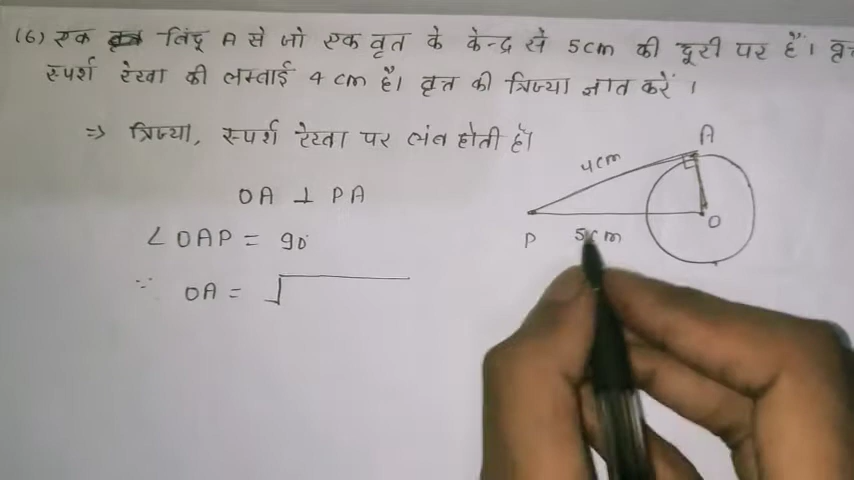 (6) एक बिंदू A से जो एक वृत के केन्द्र से 5cm की दूरी पर है। वृत्त
स्पर्श रेखा की लम्बाई 4 cm है। वृत्त की त्रिज्या ज्ञात करें ।
=> त्रिज्या, स्पर्श रेखा पर लंब होती है।
A
4cm
OA ⊥ PA
O
P
5cm
∠OAP = 90°
∵ OA = √